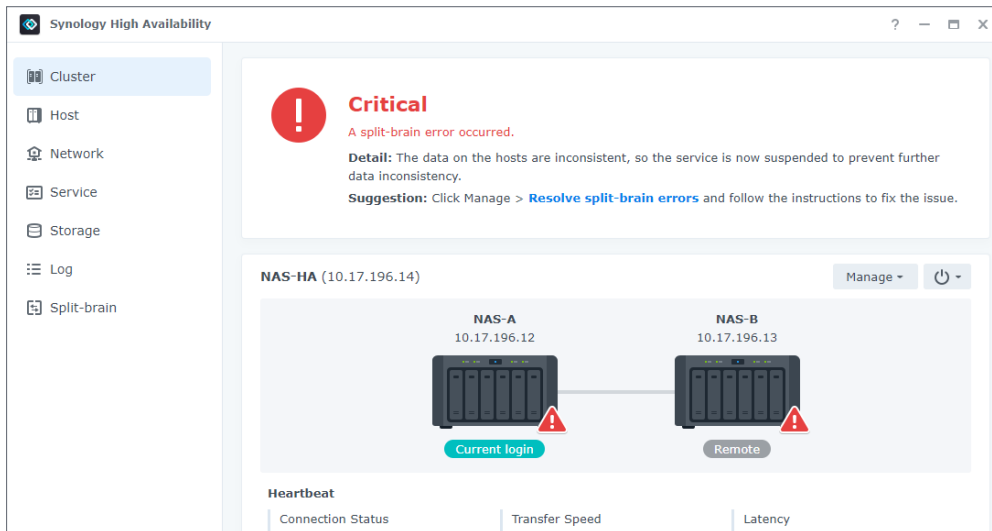 Synology High Availability
?
Cluster
Host
Network
Service
Storage
Log
Split-brain
Critical
A split-brain error occurred.
Detail: The data on the hosts are inconsistent, so the service is now suspended to prevent further
data inconsistency.
Suggestion: Click Manage > Resolve split-brain errors and follow the instructions to fix the issue.
NAS-HA (10.17.196.14)
Manage
NAS-A
10.17.196.12
Current login
NAS-B
10.17.196.13
Remote
Heartbeat
Connection Status
Transfer Speed
Latency